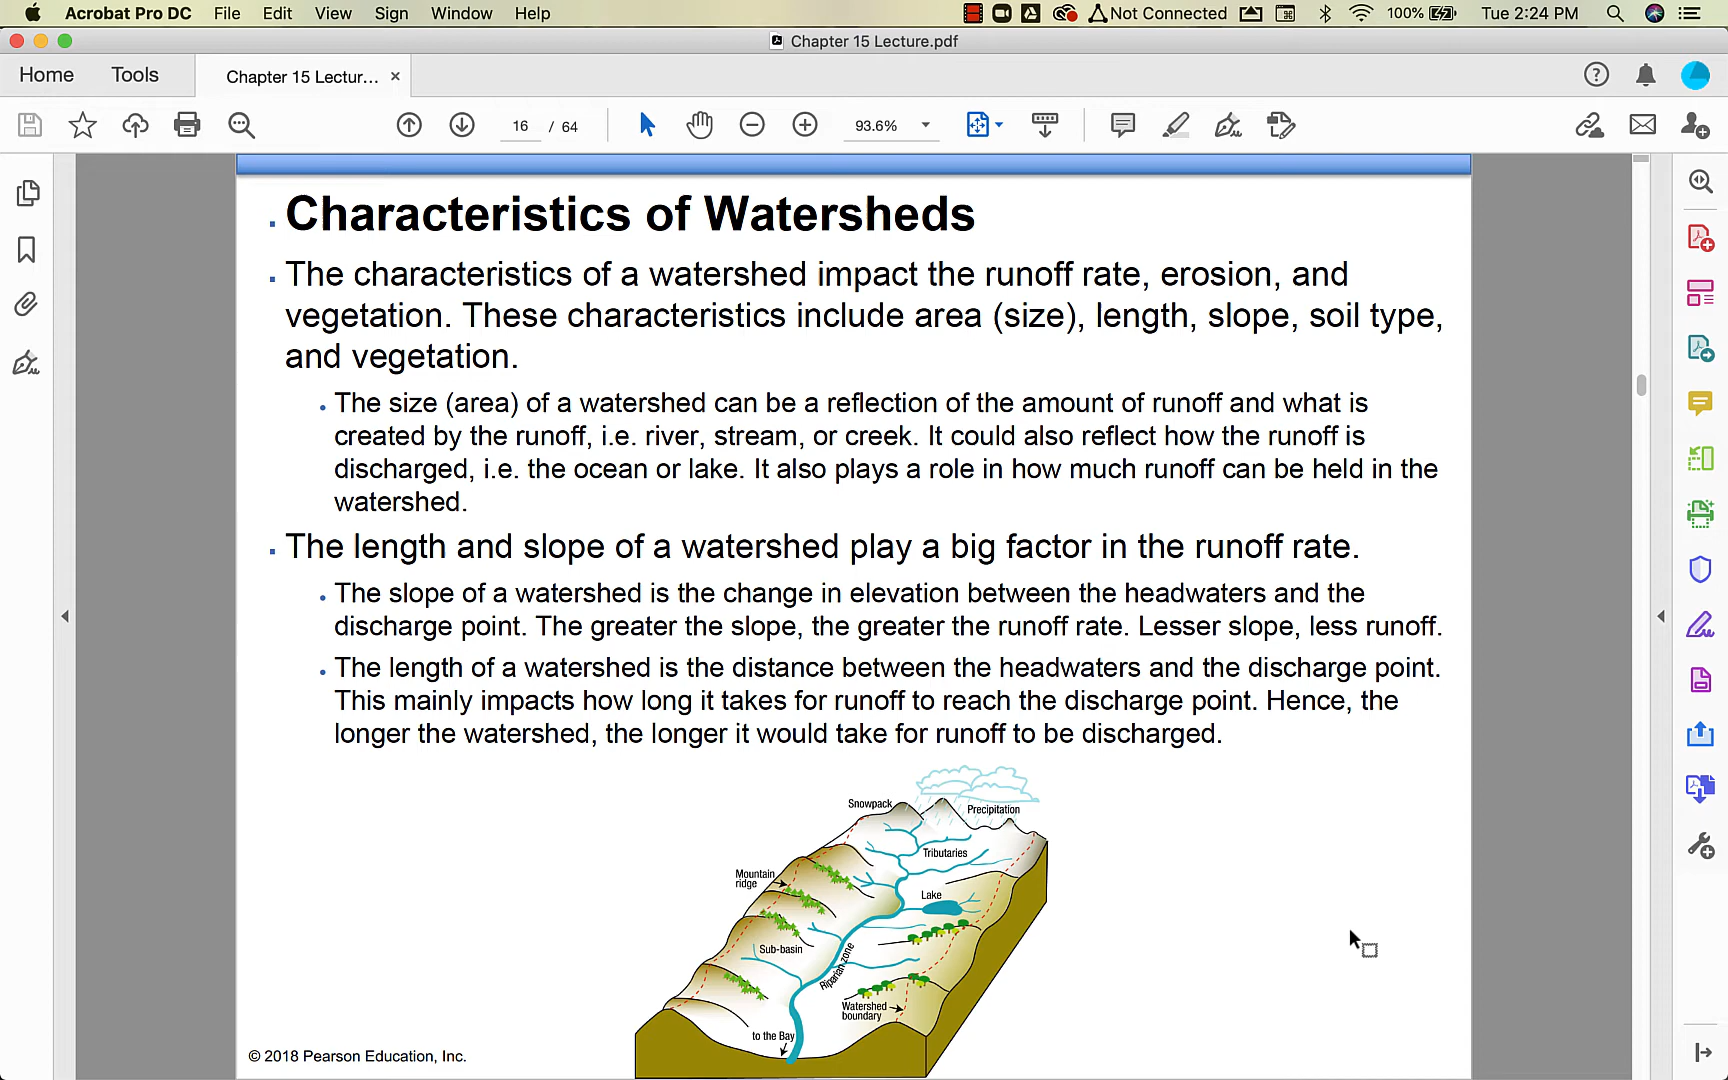 Acrobat Pro DC File Edit View Sign Window Help Not Connected 100% Tue 2:24 PM
Chapter 15 Lecture.pdf
Home Tools Chapter 15 Lectur... ×
16 / 64 93.6%
Characteristics of Watersheds
The characteristics of a watershed impact the runoff rate, erosion, and
vegetation. These characteristics include area (size), length, slope, soil type,
and vegetation.
The size (area) of a watershed can be a reflection of the amount of runoff and what is
created by the runoff, i.e. river, stream, or creek. It could also reflect how the runoff is
discharged, i.e. the ocean or lake. It also plays a role in how much runoff can be held in the
watershed.
The length and slope of a watershed play a big factor in the runoff rate.
The slope of a watershed is the change in elevation between the headwaters and the
discharge point. The greater the slope, the greater the runoff rate. Lesser slope, less runoff.
The length of a watershed is the distance between the headwaters and the discharge point.
This mainly impacts how long it takes for runoff to reach the discharge point. Hence, the
longer the watershed, the longer it would take for runoff to be discharged.
Snowpack
Precipitation
Tributaries
Mountain
ridge
Lake
Sub-basin
Riparian zone
Watershed
boundary
to the Bay
© 2018 Pearson Education, Inc.